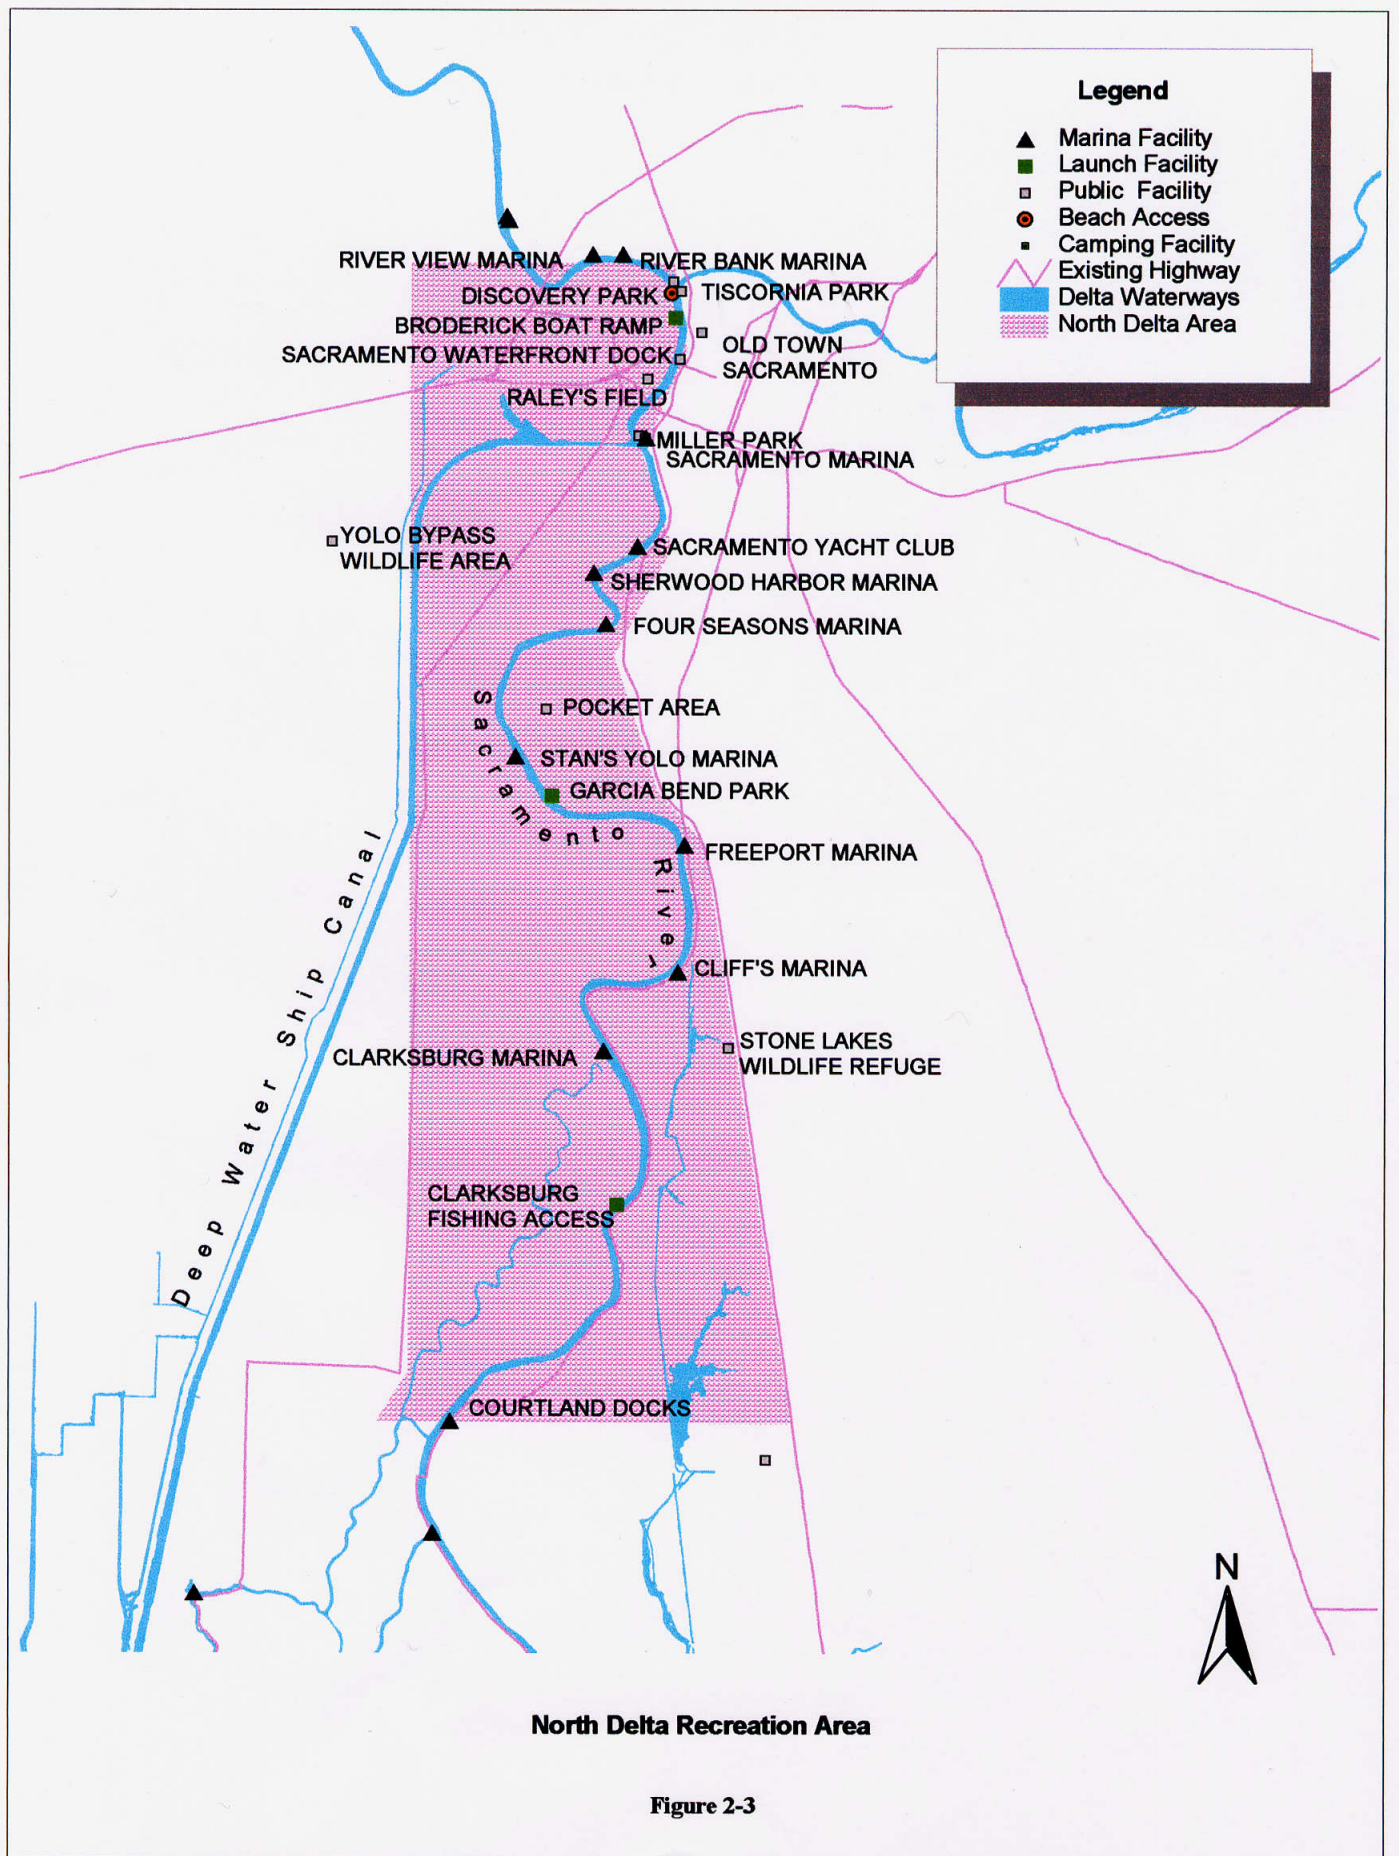 Legend
Marina Facility
Launch Facility
Public Facility
Beach Access
Camping Facility
Existing Highway
Delta Waterways
North Delta Area
RIVER VIEW MARINA
RIVER BANK MARINA
DISCOVERY PARK
TISCORNIA PARK
BRODERICK BOAT RAMP
OLD TOWN
SACRAMENTO
SACRAMENTO WATERFRONT DOCK
RALEY'S FIELD
MILLER PARK
SACRAMENTO MARINA
YOLO BYPASS
WILDLIFE AREA
SACRAMENTO YACHT CLUB
SHERWOOD HARBOR MARINA
FOUR SEASONS MARINA
POCKET AREA
Sacramento River
STAN'S YOLO MARINA
GARCIA BEND PARK
FREEPORT MARINA
Deep Water Ship Canal
CLIFF'S MARINA
CLARKSBURG MARINA
STONE LAKES
WILDLIFE REFUGE
CLARKSBURG
FISHING ACCESS
COURTLAND DOCKS
N
North Delta Recreation Area
Figure 2-3